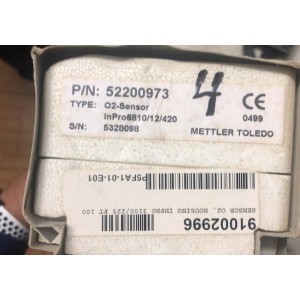 P/N: 52200973
TYPE: O2-Sensor
InPro6810/12/420
S/N: 5328098
4
CE
0499
METTLER TOLEDO
91002996
SENSOR O2, HOUSING INPRO 3100/225 PT 100
P5FA1-01-E01